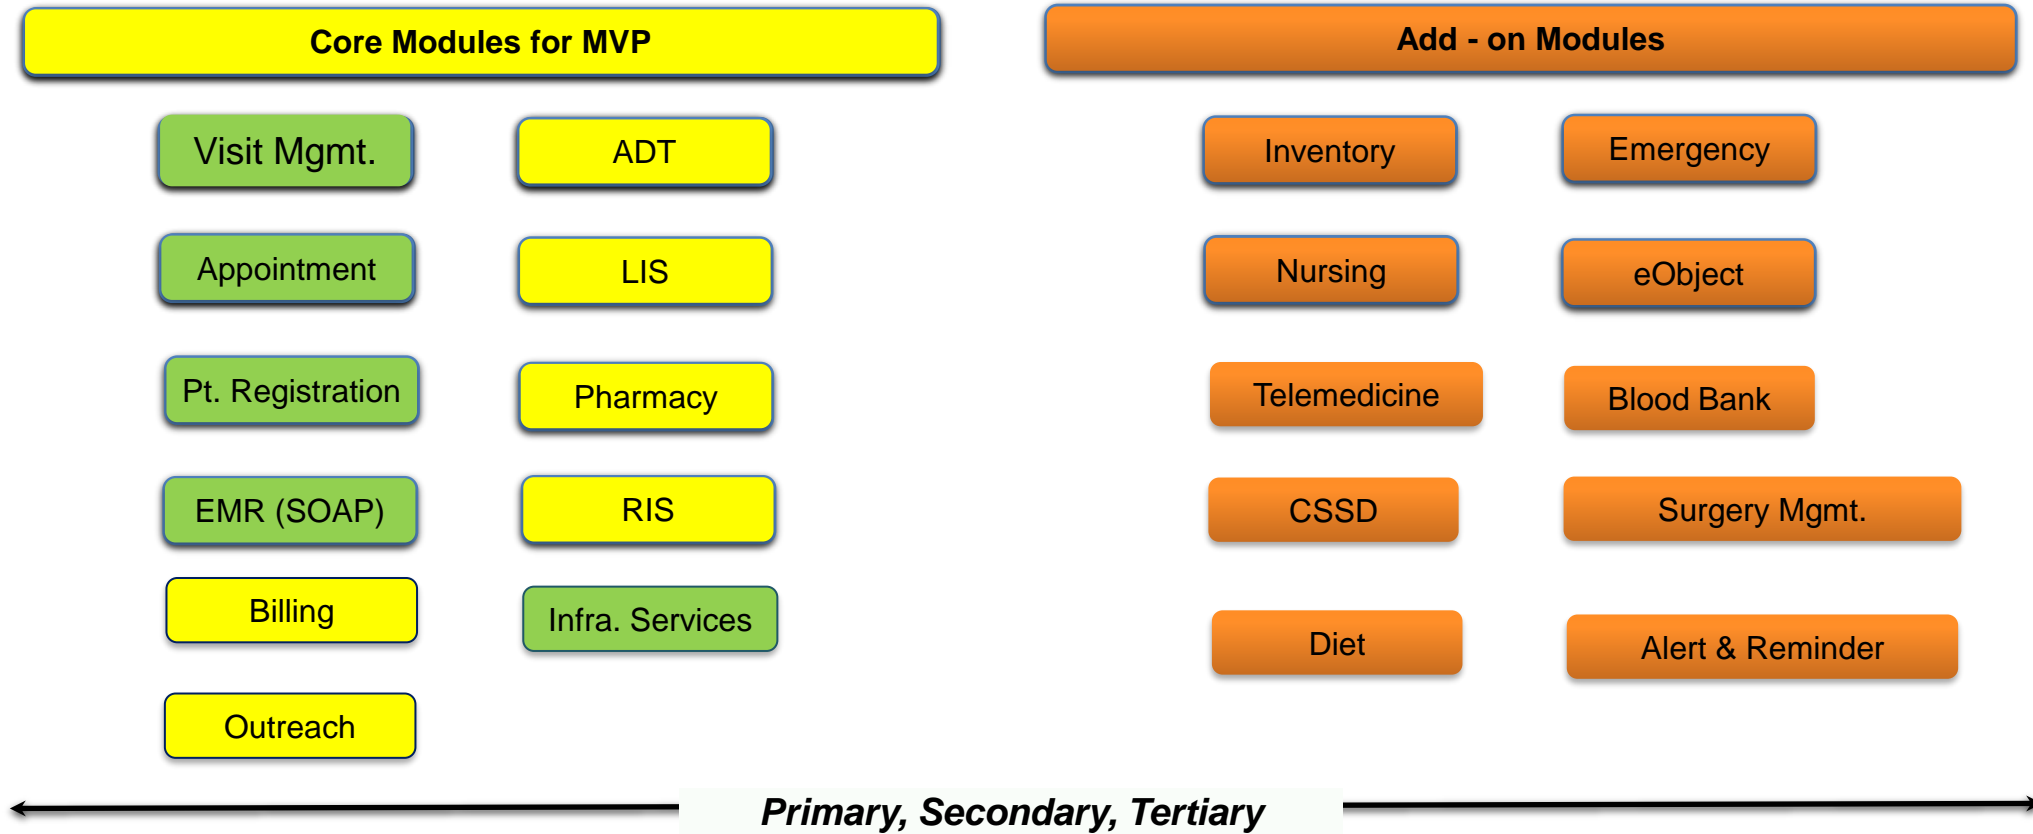 Core Modules for MVP
Add - on Modules
Visit Mgmt.
ADT
Inventory
Emergency
Appointment
LIS
Nursing
eObject
Pt. Registration
Pharmacy
Telemedicine
Blood Bank
EMR (SOAP)
RIS
CSSD
Surgery Mgmt.
Billing
Infra. Services
Diet
Alert & Reminder
Outreach
Primary, Secondary, Tertiary